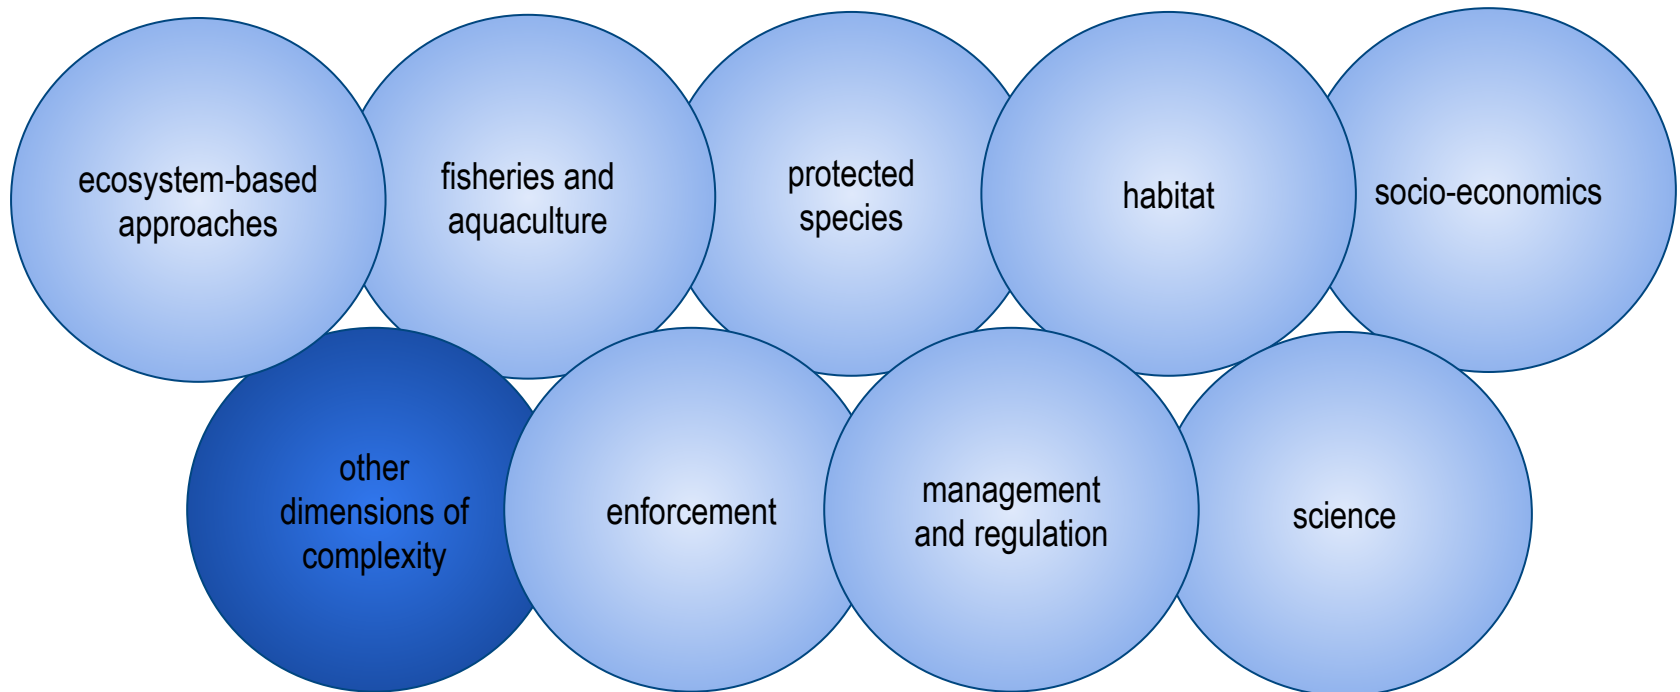 ecosystem-based
approaches
fisheries and
aquaculture
protected
species
habitat
socio-economics
other
dimensions of
complexity
enforcement
management
and regulation
science